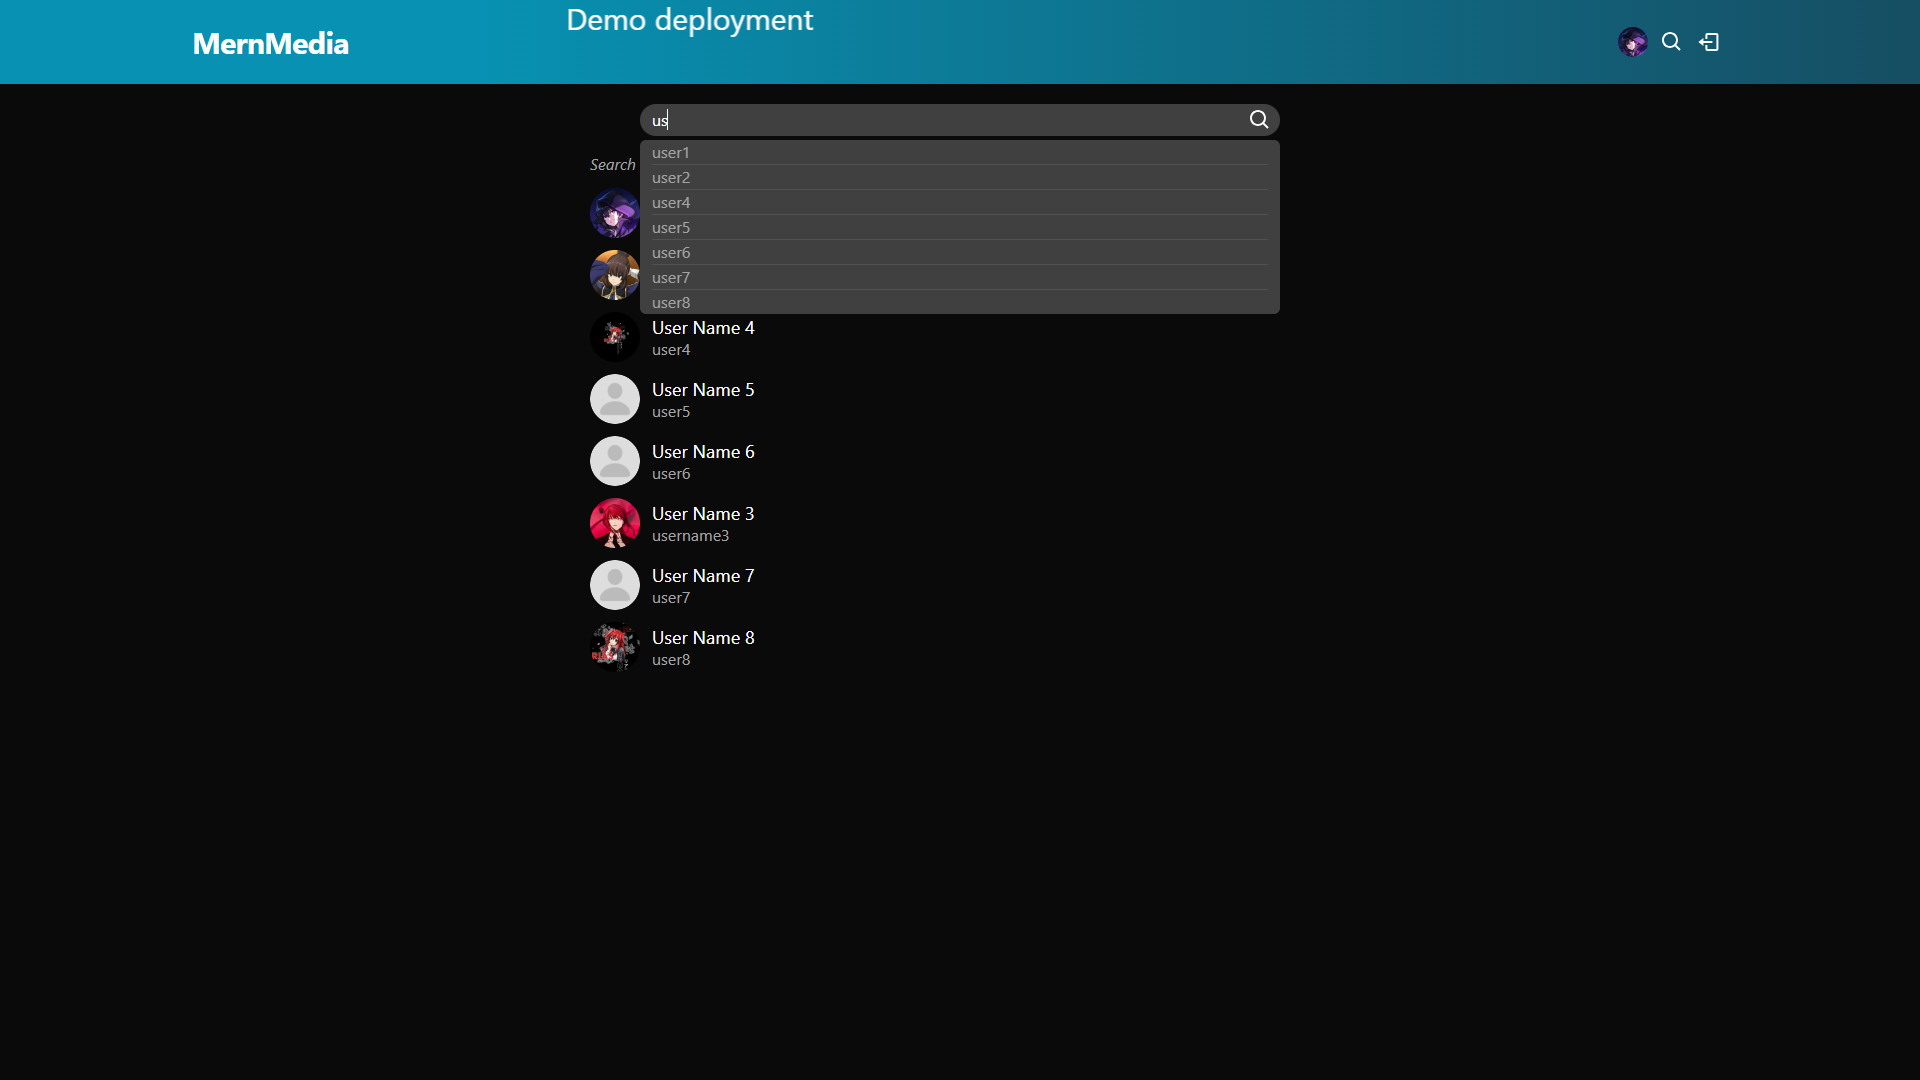 Demo deployment
MernMedia
us
user1
Search
user2
user4
user5
user6
user7
user8
User Name 4
user4
User Name 5
user5
User Name 6
user6
User Name 3
username3
User Name 7
user7
User Name 8
user8